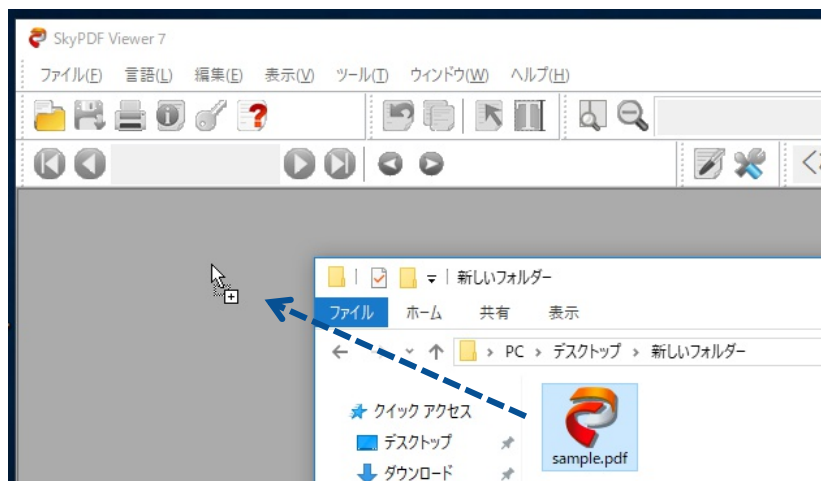 SkyPDF Viewer 7
ファイル(F) 言語(L) 編集(E) 表示(V) ツール(T) ウィンドウ(W) ヘルプ(H)
新しいフォルダー
ファイル ホーム 共有 表示
PC › デスクトップ › 新しいフォルダー
クイック アクセス
デスクトップ
ダウンロード
sample.pdf